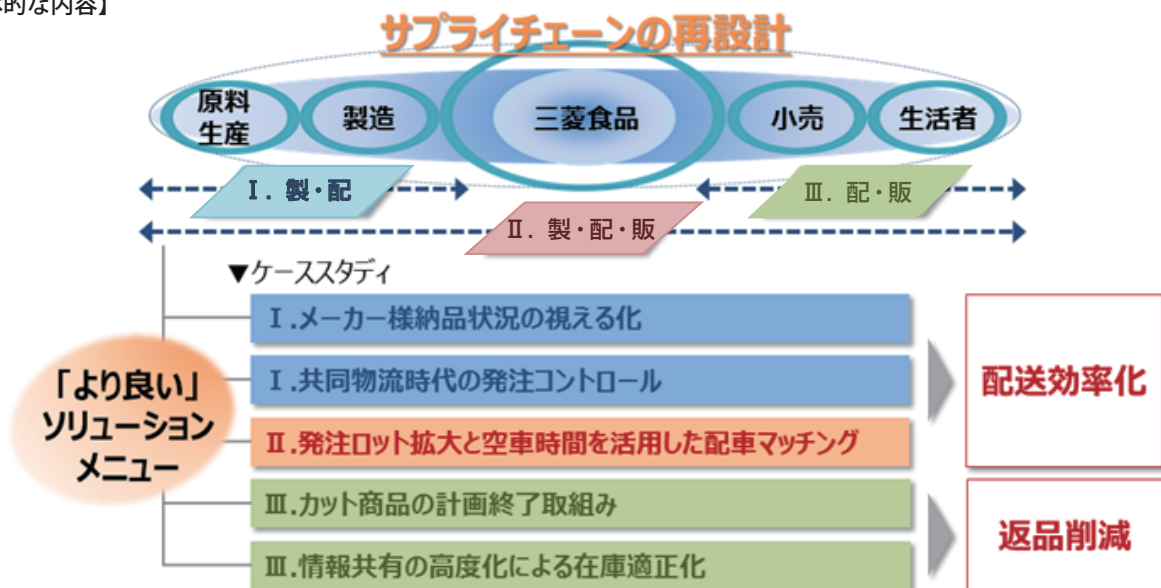 的な内容】
サプライチェーンの再設計
原料
生産
製造
三菱食品
小売
生活者
Ⅰ. 製・配
Ⅲ. 配・販
Ⅱ. 製・配・販
▼ケーススタディ
Ⅰ.メーカー様納品状況の視える化
Ⅰ.共同物流時代の発注コントロール
Ⅱ.発注ロット拡大と空車時間を活用した配車マッチング
Ⅲ.カット商品の計画終了取組み
Ⅲ.情報共有の高度化による在庫適正化
「より良い」
ソリューション
メニュー
配送効率化
返品削減